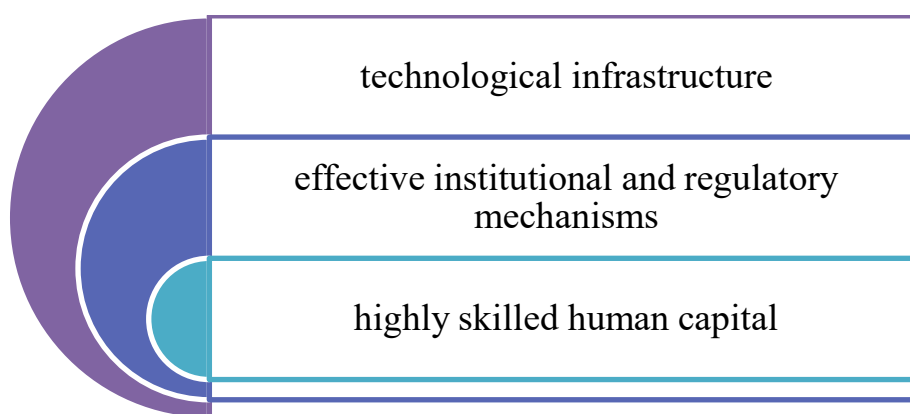 technological infrastructure
effective institutional and regulatory
mechanisms
highly skilled human capital